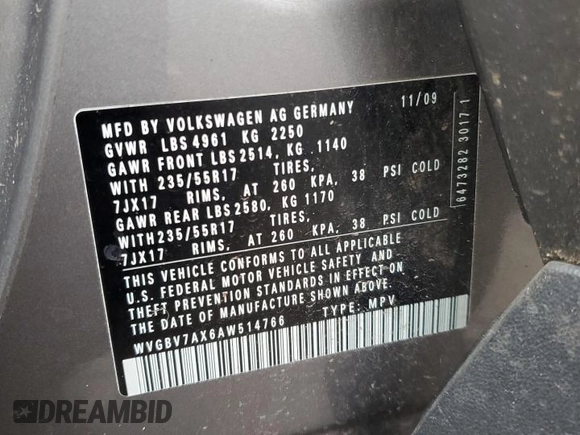 MFD BY VOLKSWAGEN AG GERMANY 11/09
GVWR LBS 4961 KG 2250
GAWR FRONT LBS 2514, KG 1140
WITH 235/55R17 TIRES,
7JX17 RIMS, AT 260 KPA, 38 PSI COLD
GAWR REAR LBS 2580, KG 1170
WITH 235/55R17 TIRES,
7JX17 RIMS, AT 260 KPA, 38 PSI COLD
THIS VEHICLE CONFORMS TO ALL APPLICABLE
U.S. FEDERAL MOTOR VEHICLE SAFETY AND
THEFT PREVENTION STANDARDS IN EFFECT ON
THE DATE OF MANUFACTURE SHOWN ABOVE.
WVGBV7AX6AW514766 TYPE: MPV
6473282 3017 1
DREAMBID